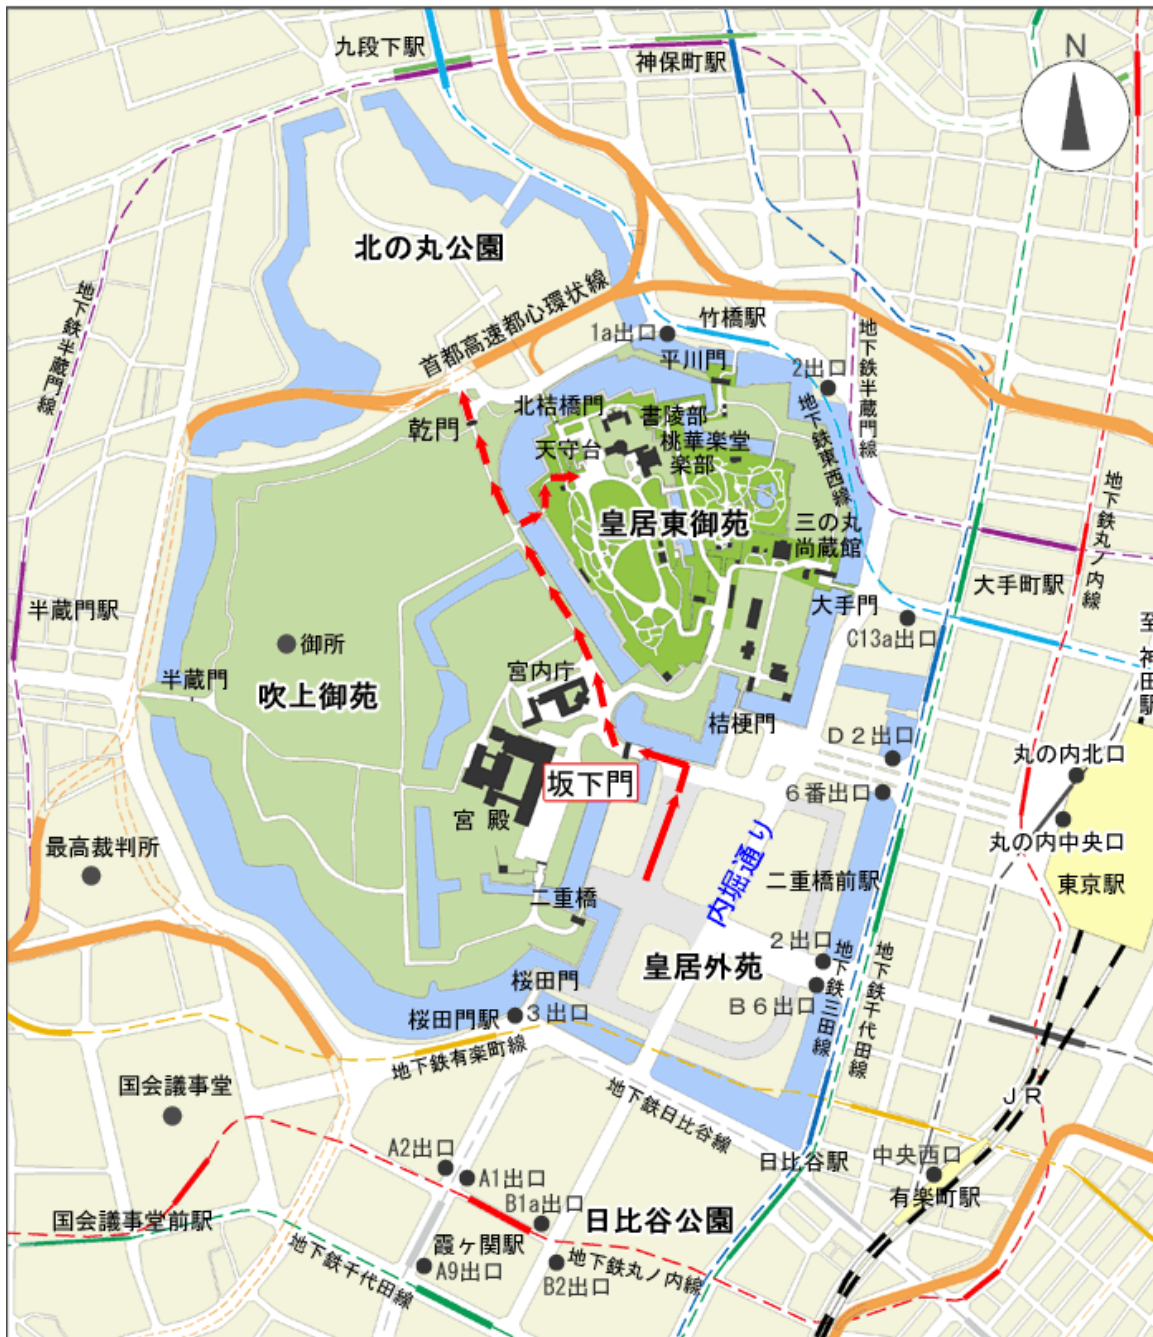 九段下駅
神保町駅
N
北の丸公園
地下鉄半蔵門線
首都高速都心環状線
1a出口
竹橋駅
平川門
2出口
地下鉄半蔵門線
地下鉄東西線
乾門
北桔橋門
書陵部
天守台
桃華楽堂
楽部
皇居東御苑
三の丸
尚蔵館
地下鉄丸ノ内線
大手町駅
大手門
C13a出口
至 神田駅
半蔵門駅
御所
半蔵門
吹上御苑
宮内庁
桔梗門
D2出口
丸の内北口
坂下門
6番出口
宮 殿
丸の内中央口
最高裁判所
内堀通り
二重橋前駅
東京駅
二重橋
2出口
皇居外苑
桜田門
B6出口
地下鉄三田線
地下鉄千代田線
桜田門駅
3出口
地下鉄有楽町線
国会議事堂
地下鉄日比谷線
JR
A2出口
A1出口
日比谷駅
中央西口
有楽町駅
B1a出口
国会議事堂前駅
日比谷公園
霞ヶ関駅
A9出口
地下鉄千代田線
地下鉄丸ノ内線
B2出口